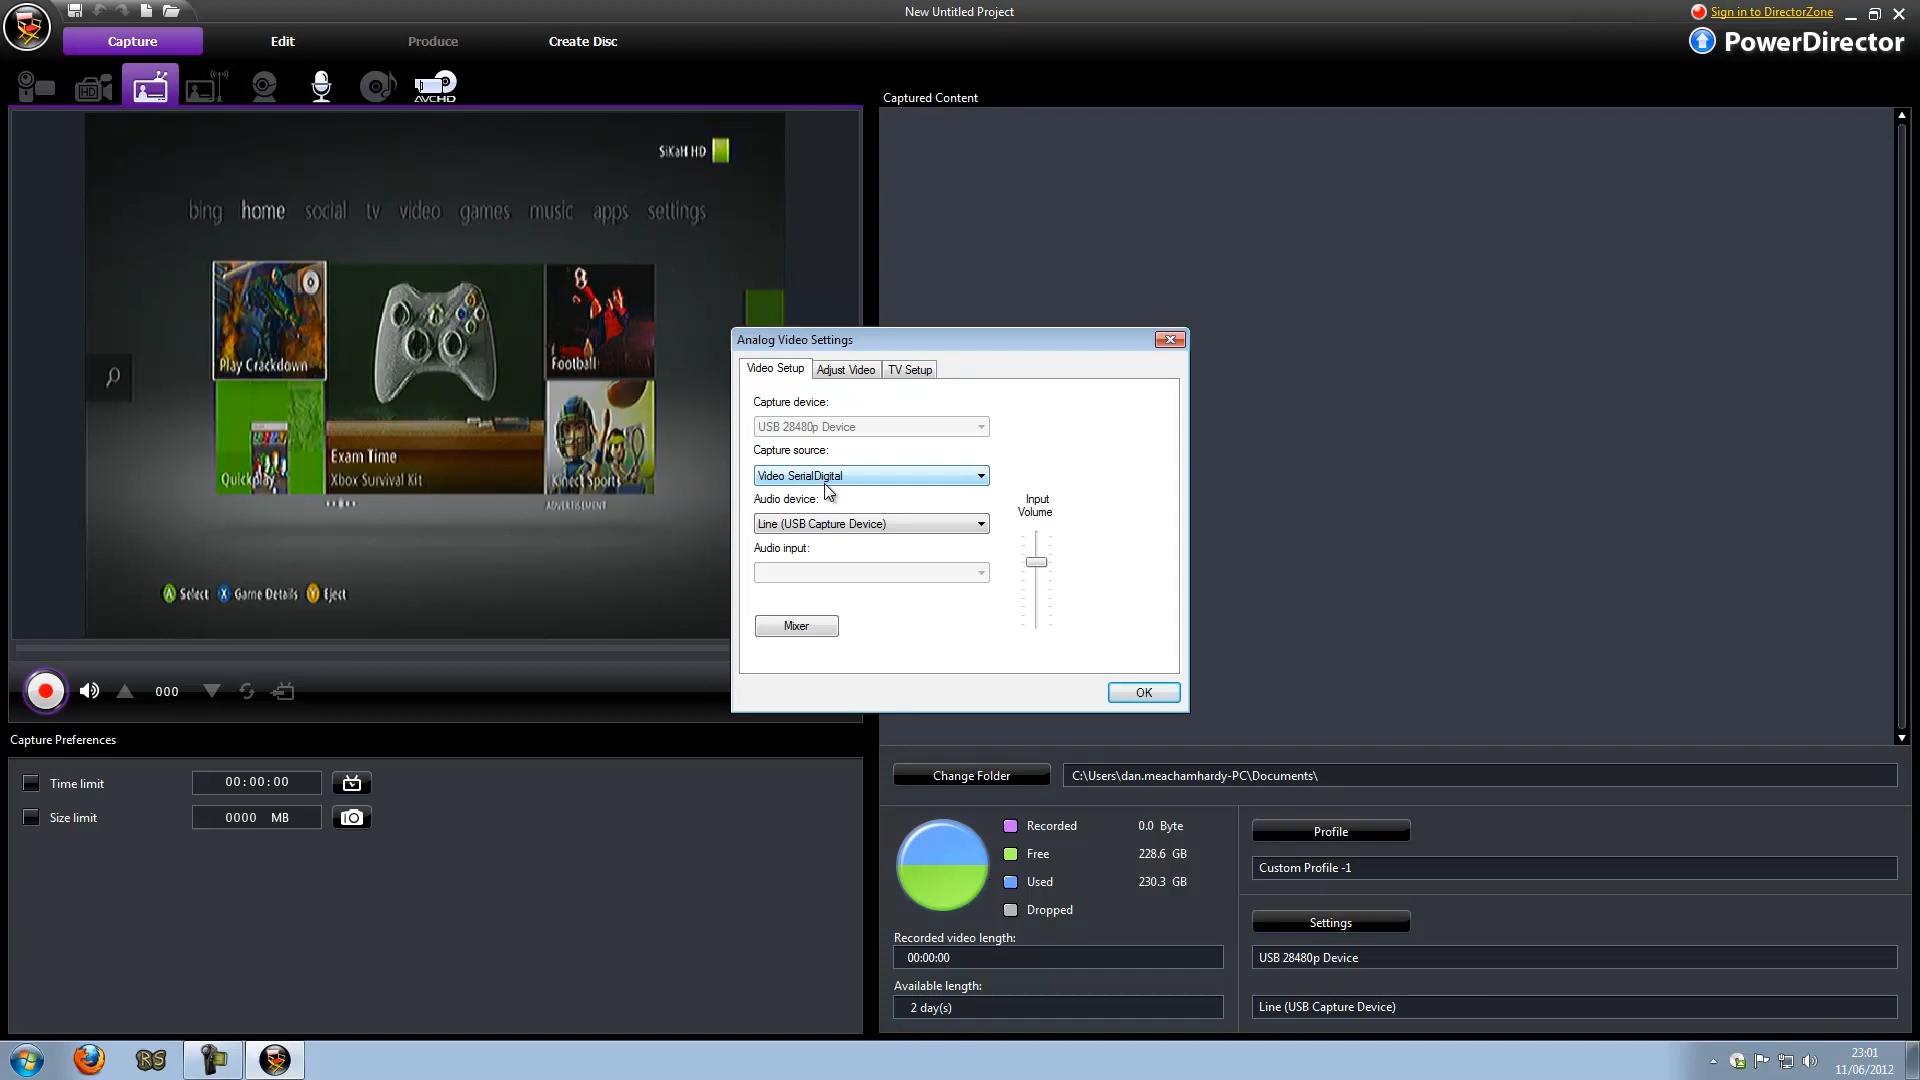 New Untitled Project
Sign in to DirectorZone
Capture
Edit
Produce
Create Disc
PowerDirector
HD
AVCHD
Captured Content
SiKaH HD
bing home social tv video games music apps settings
Play Crackdown
Football
Quickplay
Exam Time
Xbox Survival Kit
Kinect Sports
ADVERTISEMENT
A Select X Game Details Y Eject
Analog Video Settings
Video Setup
Adjust Video
TV Setup
Capture device:
USB 28480p Device
Capture source:
Video SerialDigital
Audio device:
Line (USB Capture Device)
Audio input:
Input
Volume
Mixer
OK
000
Capture Preferences
Time limit
00:00:00
Size limit
0000 MB
Change Folder
C:\Users\dan.meachamhardy-PC\Documents\
Recorded 0.0 Byte
Free 228.6 GB
Used 230.3 GB
Dropped
Recorded video length:
00:00:00
Available length:
2 day(s)
Profile
Custom Profile -1
Settings
USB 28480p Device
Line (USB Capture Device)
RS
23:01
11/06/2012